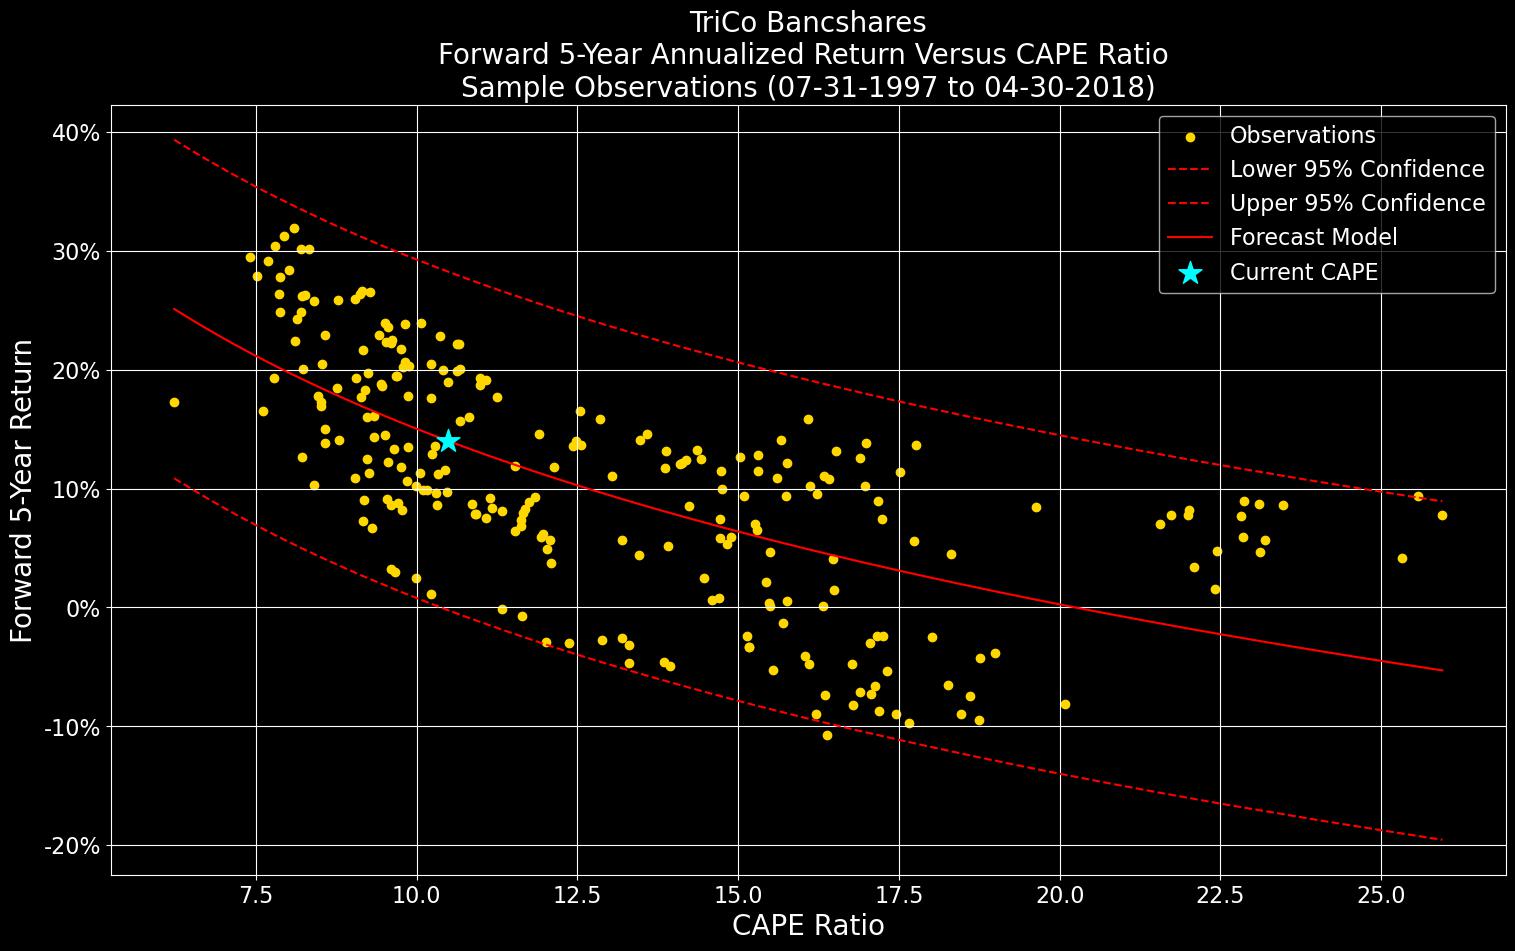 TriCo Bancshares
Forward 5-Year Annualized Return Versus CAPE Ratio
Sample Observations (07-31-1997 to 04-30-2018)
Observations
Lower 95% Confidence
Upper 95% Confidence
Forecast Model
Current CAPE
Forward 5-Year Return
40%
30%
20%
10%
0%
-10%
-20%
7.5 10.0 12.5 15.0 17.5 20.0 22.5 25.0
CAPE Ratio